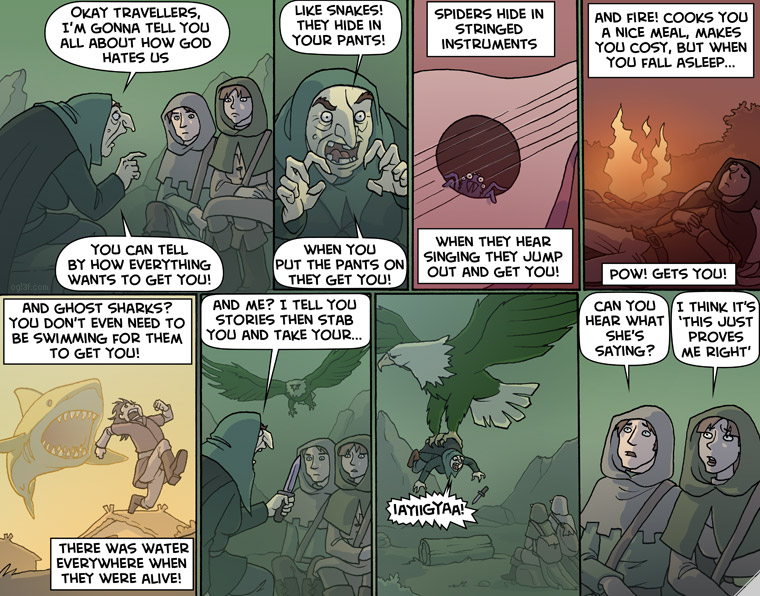 OKAY TRAVELLERS,
I'M GONNA TELL YOU
ALL ABOUT HOW GOD
HATES US
YOU CAN TELL
BY HOW EVERYTHING
WANTS TO GET YOU!
oglaf.com
LIKE SNAKES!
THEY HIDE IN
YOUR PANTS!
WHEN YOU
PUT THE PANTS ON
THEY GET YOU!
SPIDERS HIDE IN
STRINGED
INSTRUMENTS
WHEN THEY HEAR
SINGING THEY JUMP
OUT AND GET YOU!
AND FIRE! COOKS YOU
A NICE MEAL, MAKES
YOU COSY, BUT WHEN
YOU FALL ASLEEP...
POW! GETS YOU!
AND GHOST SHARKS?
YOU DON'T EVEN NEED TO
BE SWIMMING FOR THEM
TO GET YOU!
THERE WAS WATER
EVERYWHERE WHEN
THEY WERE ALIVE!
AND ME? I TELL YOU
STORIES THEN STAB
YOU AND TAKE YOUR...
IAYIIGYAA!
CAN YOU
HEAR WHAT
SHE'S
SAYING?
I THINK IT'S
'THIS JUST
PROVES
ME RIGHT'